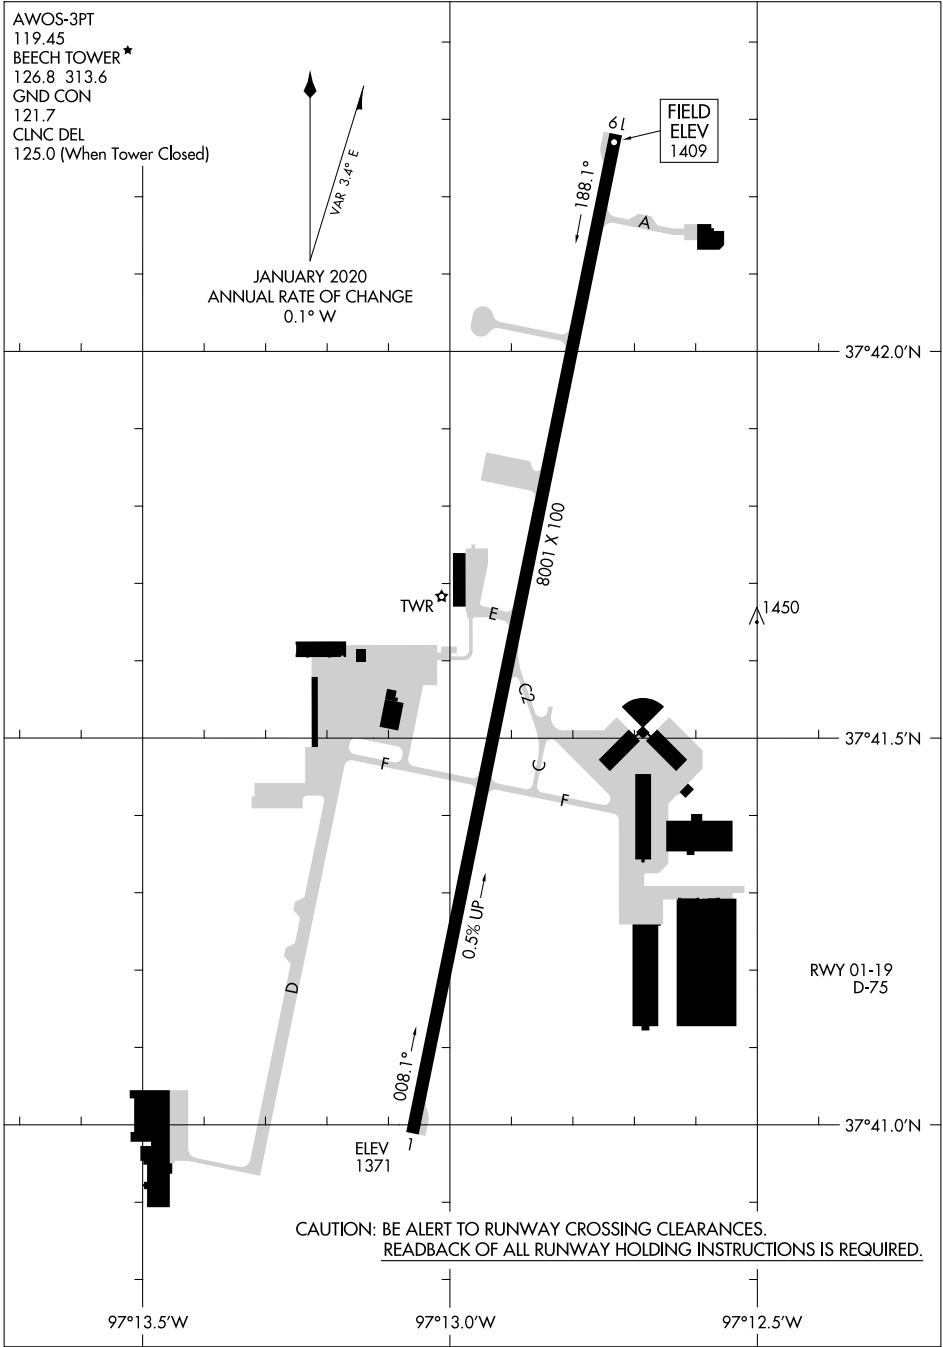 AWOS-3PT
119.45
BEECH TOWER
126.8 313.6
GND CON
121.7
CLNC DEL
125.0 (When Tower Closed)
VAR 3.4° E
JANUARY 2020
ANNUAL RATE OF CHANGE
0.1° W
19
FIELD
ELEV
1409
188.1°
A
37°42.0'N
8001 X 100
TWR
E
1450
C2
37°41.5'N
F
C
F
0.5% UP
D
RWY 01-19
D-75
008.1°
37°41.0'N
1
ELEV
1371
CAUTION: BE ALERT TO RUNWAY CROSSING CLEARANCES.
READBACK OF ALL RUNWAY HOLDING INSTRUCTIONS IS REQUIRED.
97°13.5'W
97°13.0'W
97°12.5'W